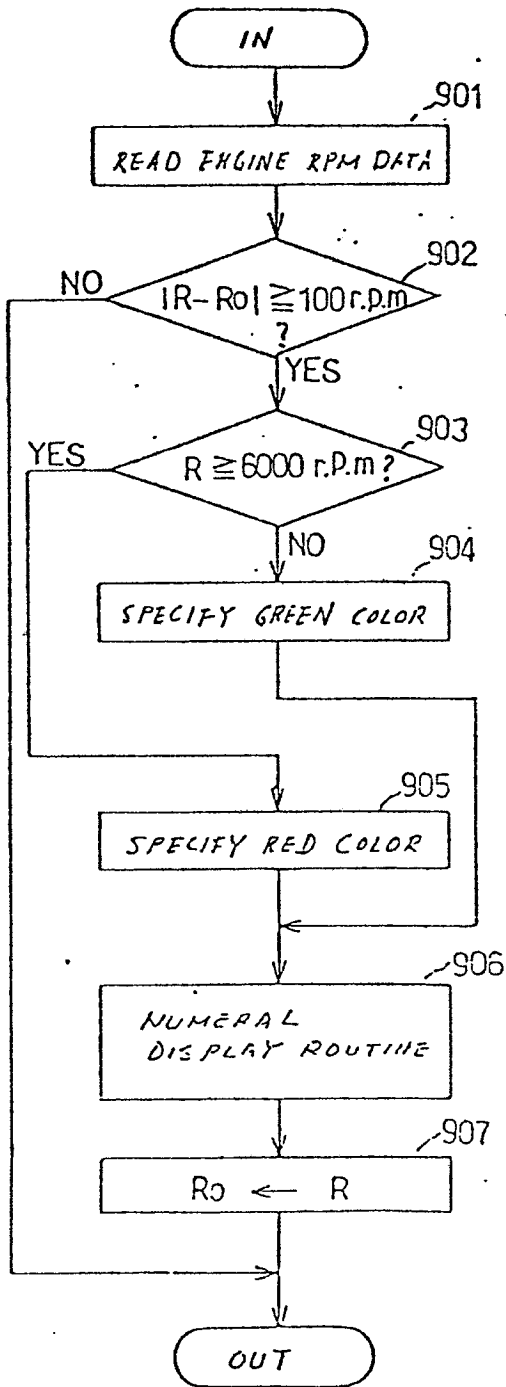 IN
901
READ ENGINE RPM DATA
902
NO
|R-Ro| ≧ 100 r.p.m
?
YES
903
YES
R ≧ 6000 r.p.m ?
NO
904
SPECIFY GREEN COLOR
905
SPECIFY RED COLOR
906
NUMERAL
DISPLAY ROUTINE
907
Ro ← R
OUT